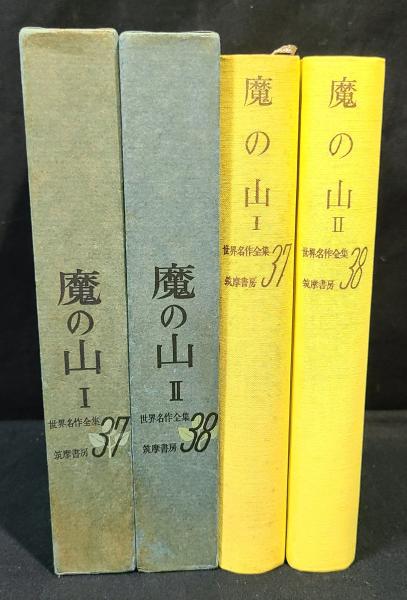 魔の山
I
世界名作全集
37
筑摩書房
魔の山
II
世界名作全集
38
筑摩書房
魔の山
I
世界名作全集
37
筑摩書房
魔の山
II
世界名作全集
38
筑摩書房